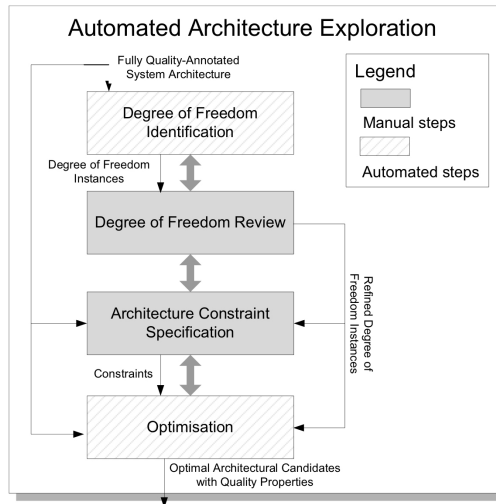 Automated Architecture Exploration
Fully Quality-Annotated
System Architecture
Legend
Manual steps
Automated steps
Degree of Freedom
Identification
Degree of Freedom
Instances
Degree of Freedom Review
Refined Degree of
Freedom Instances
Architecture Constraint
Specification
Constraints
Optimisation
Optimal Architectural Candidates
with Quality Properties